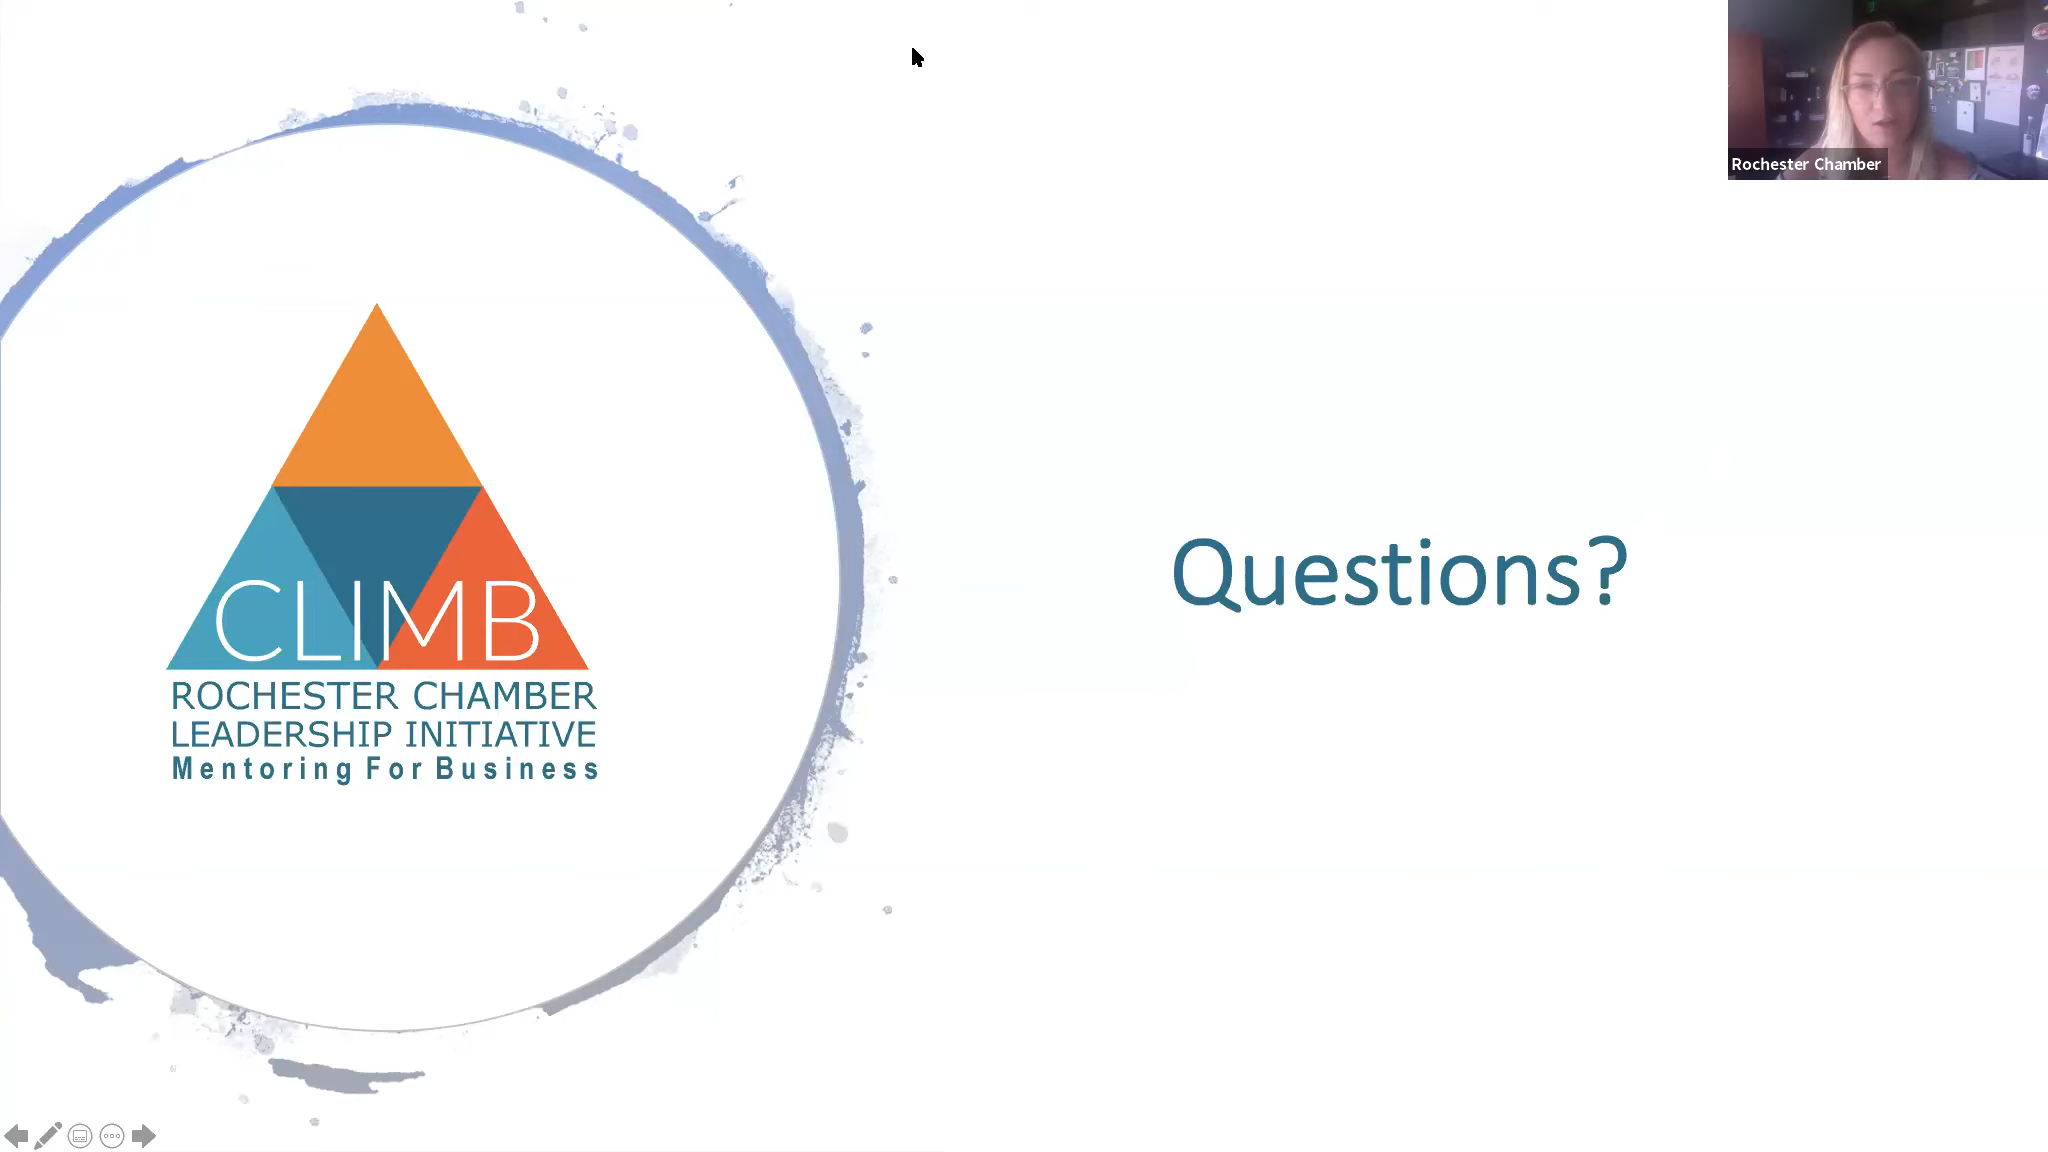 Rochester Chamber
CLIMB
ROCHESTER CHAMBER
LEADERSHIP INITIATIVE
Mentoring For Business
Questions?